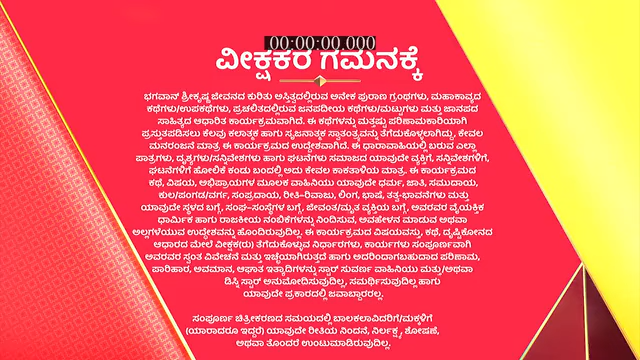 00:00:00.000
ವೀಕ್ಷಕರ ಗಮನಕ್ಕೆ
ಭಗವಾನ್ ಶ್ರೀಕೃಷ್ಣ ಜೀವನದ ಕುರಿತು ಅಸ್ತಿತ್ವದಲ್ಲಿರುವ ಅನೇಕ ಪುರಾಣ ಗ್ರಂಥಗಳು, ಮಹಾಕಾವ್ಯದ
ಕಥೆಗಳು/ಉಪಕಥೆಗಳು, ಪ್ರಚಲಿತದಲ್ಲಿರುವ ಜನಪದೀಯ ಕಥೆಗಳು/ಮಟ್ಟುಗಳು ಮತ್ತು ಜಾನಪದ
ಸಾಹಿತ್ಯದ ಆಧಾರಿತ ಕಾರ್ಯಕ್ರಮವಾಗಿದೆ. ಈ ಕಥೆಗಳನ್ನು ಮತ್ತಷ್ಟು ಪರಿಣಾಮಕಾರಿಯಾಗಿ
ಪ್ರಸ್ತುತಪಡಿಸಲು ಕೆಲವು ಕಲಾತ್ಮಕ ಹಾಗು ಸೃಜನಾತ್ಮಕ ಸ್ವಾತಂತ್ರ್ಯವನ್ನು ತೆಗೆದುಕೊಳ್ಳಲಾಗಿದ್ದು, ಕೇವಲ
ಮನರಂಜನೆ ಮಾತ್ರ ಈ ಕಾರ್ಯಕ್ರಮದ ಉದ್ದೇಶವಾಗಿದೆ. ಈ ಧಾರಾವಾಹಿಯಲ್ಲಿ ಬರುವ ಎಲ್ಲಾ
ಪಾತ್ರಗಳು, ದೃಶ್ಯಗಳು/ಸನ್ನಿವೇಶಗಳು ಹಾಗು ಘಟನೆಗಳು ಸಮಾಜದ ಯಾವುದೇ ವ್ಯಕ್ತಿಗೆ, ಸನ್ನಿವೇಶಗಳಿಗೆ,
ಘಟನೆಗಳಿಗೆ ಹೋಲಿಕೆ ಕಂಡು ಬಂದಲ್ಲಿ ಅದು ಕೇವಲ ಕಾಕತಾಳಿಯ ಮಾತ್ರ. ಈ ಕಾರ್ಯಕ್ರಮದ
ಕಥೆ, ವಿಷಯ, ಅಭಿಪ್ರಾಯಗಳ ಮೂಲಕ ವಾಹಿನಿಯು ಯಾವುದೇ ಧರ್ಮ, ಜಾತಿ, ಸಮುದಾಯ,
ಕುಲ/ಪಂಗಡ/ವರ್ಗ, ಸಂಪ್ರದಾಯ, ರೀತಿ-ರಿವಾಜು, ಲಿಂಗ, ಭಾಷೆ, ತತ್ವ-ಭಾವನೆಗಳು ಮತ್ತು
ಯಾವುದೇ ಸ್ಥಳದ ಬಗ್ಗೆ, ಸಂಘ-ಸಂಸ್ಥೆಗಳ ಬಗ್ಗೆ, ಜೀವಂತ/ಮೃತ ವ್ಯಕ್ತಿಯ ಬಗ್ಗೆ, ಅವರವರ ವೈಯಕ್ತಿಕ
ಧಾರ್ಮಿಕ ಹಾಗು ರಾಜಕೀಯ ನಂಬಿಕೆಗಳನ್ನು ನಿಂದಿಸುವ, ಅವಹೇಳನ ಮಾಡುವ ಅಥವಾ
ಅಲ್ಲಗಳೆಯುವ ಉದ್ದೇಶವನ್ನು ಹೊಂದಿರುವುದಿಲ್ಲ. ಈ ಕಾರ್ಯಕ್ರಮದ ವಿಷಯವಸ್ತು, ಕಥೆ, ದೃಷ್ಟಿಕೋನದ
ಆಧಾರದ ಮೇಲೆ ವೀಕ್ಷಕ(ರು) ತೆಗೆದುಕೊಳ್ಳುವ ನಿರ್ಧಾರಗಳು, ಕಾರ್ಯಗಳು ಸಂಪೂರ್ಣವಾಗಿ
ಅವರವರ ಸ್ವಂತ ವಿವೇಚನೆ ಮತ್ತು ಇಚ್ಛೆಯಾಗಿರುತ್ತದೆ ಹಾಗು ಅದರಿಂದಾಗಬಹುದಾದ ಪರಿಣಾಮ,
ಪಾರಿಹಾರ, ಅವಮಾನ, ಆಘಾತ ಇತ್ಯಾದಿಗಳನ್ನು ಸ್ಟಾರ್ ಸುವರ್ಣ ವಾಹಿನಿಯು ಮತ್ತು/ಅಥವಾ
ಡಿಸ್ನಿ ಸ್ಟಾರ್ ಅನುಮೋದಿಸುವುದಿಲ್ಲ, ಸಮರ್ಥಿಸುವುದಿಲ್ಲ ಹಾಗು
ಯಾವುದೇ ಪ್ರಕಾರದಲ್ಲಿ ಜವಾಬ್ದಾರರಲ್ಲ.
ಸಂಪೂರ್ಣ ಚಿತ್ರೀಕರಣದ ಸಮಯದಲ್ಲಿ ಬಾಲಕಲಾವಿದರಿಗೆ/ಮಕ್ಕಳಿಗೆ
(ಯಾರಾದರೂ ಇದ್ದರೆ) ಯಾವುದೇ ರೀತಿಯ ನಿಂದನೆ, ನಿರ್ಲಕ್ಷ್ಯ, ಶೋಷಣೆ,
ಅಥವಾ ತೊಂದರೆ ಉಂಟುಮಾಡಿರುವುದಿಲ್ಲ.